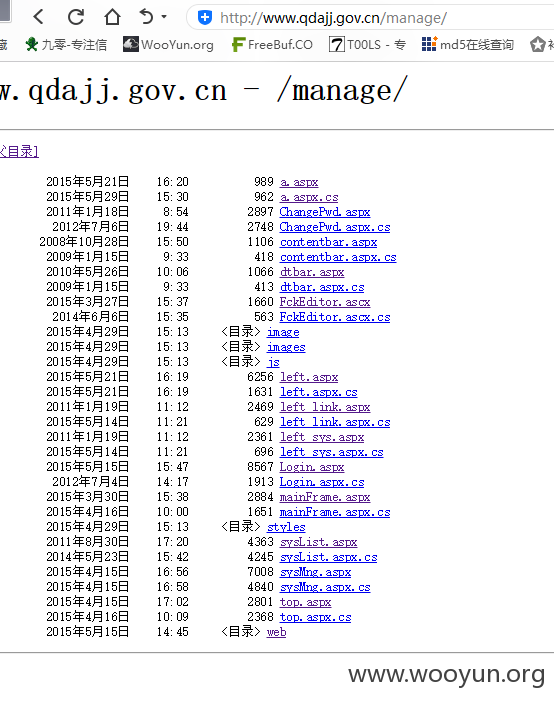 http://www.qdajj.gov.cn/manage/
藏 九零-专注信 WooYun.org FreeBuf.CO T00LS - 专 md5在线查询 补
w.qdajj.gov.cn - /manage/
父目录]
2015年5月21日 16:20 989 a.aspx
2015年5月29日 15:30 962 a.aspx.cs
2011年1月18日 8:54 2897 ChangePwd.aspx
2012年7月6日 19:44 2748 ChangePwd.aspx.cs
2008年10月28日 15:50 1106 contentbar.aspx
2009年1月15日 9:33 418 contentbar.aspx.cs
2010年5月26日 10:06 1066 dtbar.aspx
2009年1月15日 9:33 413 dtbar.aspx.cs
2015年3月27日 15:37 1660 FckEditor.ascx
2014年6月6日 15:35 563 FckEditor.ascx.cs
2015年4月29日 15:13 <目录> image
2015年4月29日 15:13 <目录> images
2015年4月29日 15:13 <目录> js
2015年5月21日 16:19 6256 left.aspx
2015年5月21日 16:19 1631 left.aspx.cs
2011年1月19日 11:12 2469 left_link.aspx
2015年5月14日 11:21 629 left_link.aspx.cs
2011年1月19日 11:12 2361 left_sys.aspx
2015年5月14日 11:21 696 left_sys.aspx.cs
2015年5月15日 15:47 8567 Login.aspx
2012年7月4日 14:17 1913 Login.aspx.cs
2015年3月30日 15:38 2884 mainFrame.aspx
2015年4月16日 10:00 1651 mainFrame.aspx.cs
2015年4月29日 15:13 <目录> styles
2011年8月30日 17:20 4363 sysList.aspx
2014年5月23日 15:42 4245 sysList.aspx.cs
2015年4月15日 16:56 7008 sysMng.aspx
2015年4月15日 16:58 4840 sysMng.aspx.cs
2015年4月15日 17:02 2801 top.aspx
2015年4月16日 10:09 2368 top.aspx.cs
2015年5月15日 14:45 <目录> web
www.wooyun.org